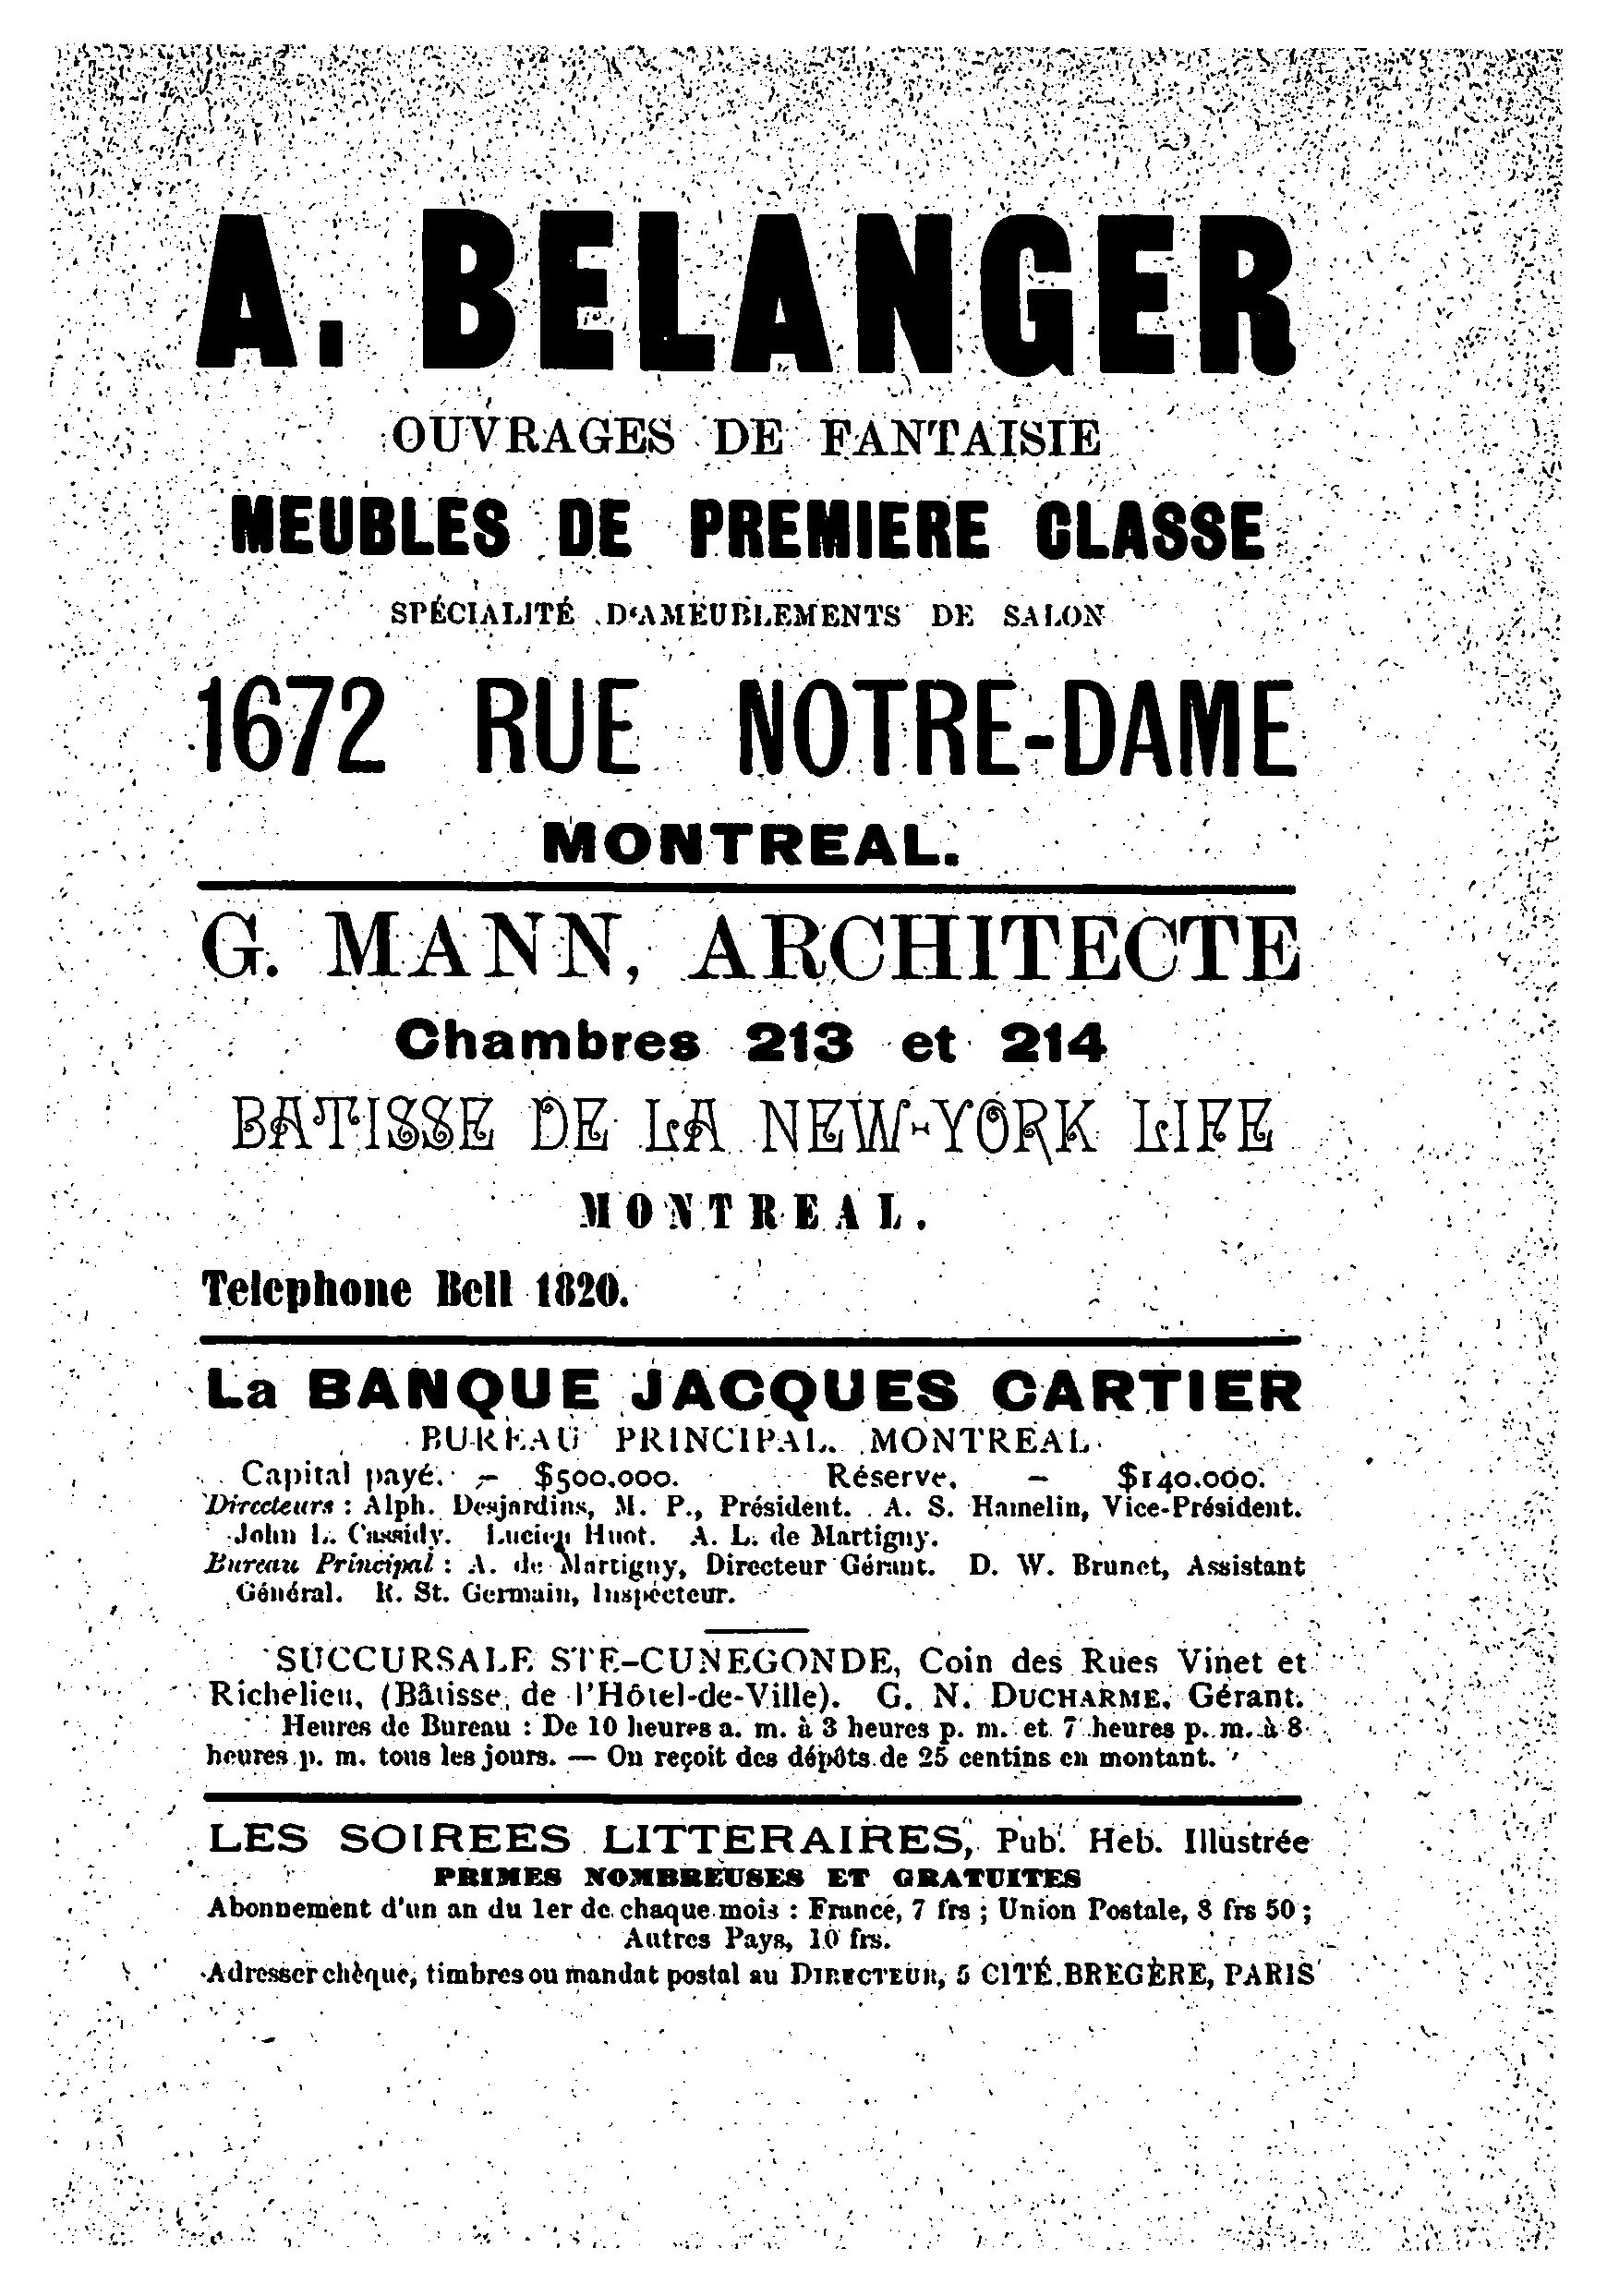 A. BELANGER
OUVRAGES DE FANTAISIE
MEUBLES DE PREMIERE CLASSE
SPÉCIALITÉ D'AMEUBLEMENTS DE SALON
1672 RUE NOTRE-DAME
MONTREAL.
G. MANN, ARCHITECTE
Chambres 213 et 214
BATISSE DE LA NEW-YORK LIFE
MONTREAL.
Telephone Bell 1820.
La BANQUE JACQUES CARTIER
BUREAU PRINCIPAL. MONTREAL
Capital payé. - $500.000. Réserve, - $140.000.
Directeurs : Alph. Desjardins, M. P., Président. A. S. Hamelin, Vice-Président.
John L. Cassidy. Lucien Huot. A. L. de Martigny.
Bureau Principal : A. de Martigny, Directeur Gérant. D. W. Brunet, Assistant
Général. R. St. Germain, Inspecteur.
SUCCURSALE STE-CUNEGONDE, Coin des Rues Vinet et
Richelieu, (Bâtisse de l'Hôtel-de-Ville). G. N. DUCHARME, Gérant.
Heures de Bureau : De 10 heures a. m. à 3 heures p. m. et 7 heures p. m. à 8
heures p. m. tous les jours. — On reçoit des dépôts de 25 centins en montant.
LES SOIREES LITTERAIRES, Pub. Heb. Illustrée
PRIMES NOMBREUSES ET GRATUITES
Abonnement d'un an du 1er de chaque mois : France, 7 frs ; Union Postale, 8 frs 50 ;
Autres Pays, 10 frs.
Adresser chèque, timbres ou mandat postal au DIRECTEUR, 5 CITÉ BREGÈRE, PARIS